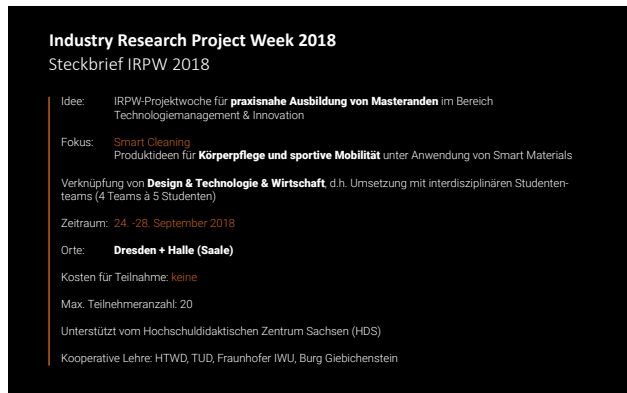 Industry Research Project Week 2018
Steckbrief IRPW 2018
Idee: IRPW-Projektwoche für praxisnahe Ausbildung von Masteranden im Bereich
Technologiemanagement & Innovation
Fokus: Smart Cleaning
Produktideen für Körperpflege und sportive Mobilität unter Anwendung von Smart Materials
Verknüpfung von Design & Technologie & Wirtschaft, d.h. Umsetzung mit interdisziplinären Studenten-
teams (4 Teams à 5 Studenten)
Zeitraum: 24. -28. September 2018
Orte: Dresden + Halle (Saale)
Kosten für Teilnahme: keine
Max. Teilnehmeranzahl: 20
Unterstützt vom Hochschuldidaktischen Zentrum Sachsen (HDS)
Kooperative Lehre: HTWD, TUD, Fraunhofer IWU, Burg Giebichenstein